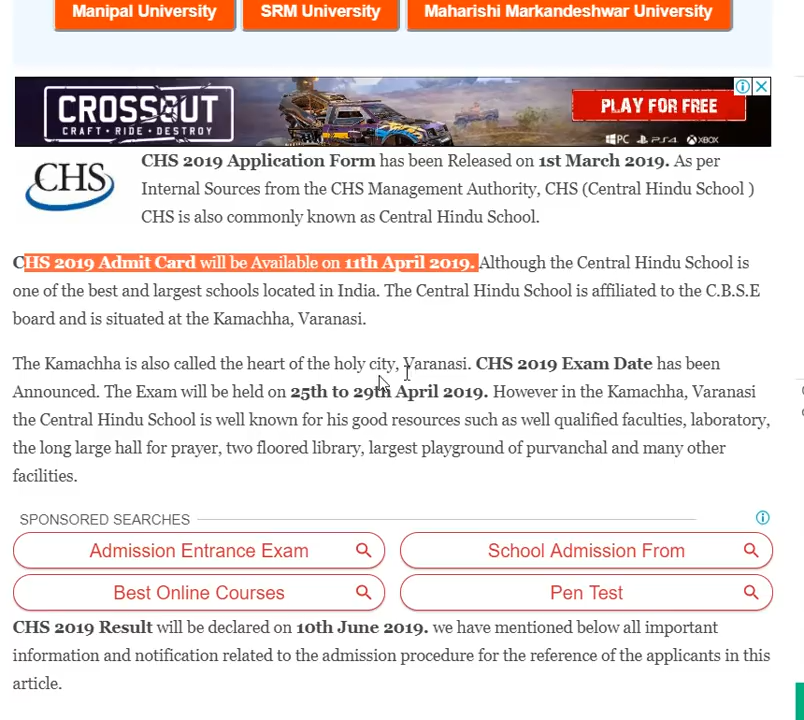 Manipal University
SRM University
Maharishi Markandeshwar University
CROSSOUT
CRAFT • RIDE • DESTROY
PLAY FOR FREE
PC PS4 XBOX
CHS
CHS 2019 Application Form has been Released on 1st March 2019. As per
Internal Sources from the CHS Management Authority, CHS (Central Hindu School )
CHS is also commonly known as Central Hindu School.
CHS 2019 Admit Card will be Available on 11th April 2019. Although the Central Hindu School is
one of the best and largest schools located in India. The Central Hindu School is affiliated to the C.B.S.E
board and is situated at the Kamachha, Varanasi.
The Kamachha is also called the heart of the holy city, Varanasi. CHS 2019 Exam Date has been
Announced. The Exam will be held on 25th to 29th April 2019. However in the Kamachha, Varanasi
the Central Hindu School is well known for his good resources such as well qualified faculties, laboratory,
the long large hall for prayer, two floored library, largest playground of purvanchal and many other
facilities.
SPONSORED SEARCHES
Admission Entrance Exam
School Admission From
Best Online Courses
Pen Test
CHS 2019 Result will be declared on 10th June 2019. we have mentioned below all important
information and notification related to the admission procedure for the reference of the applicants in this
article.